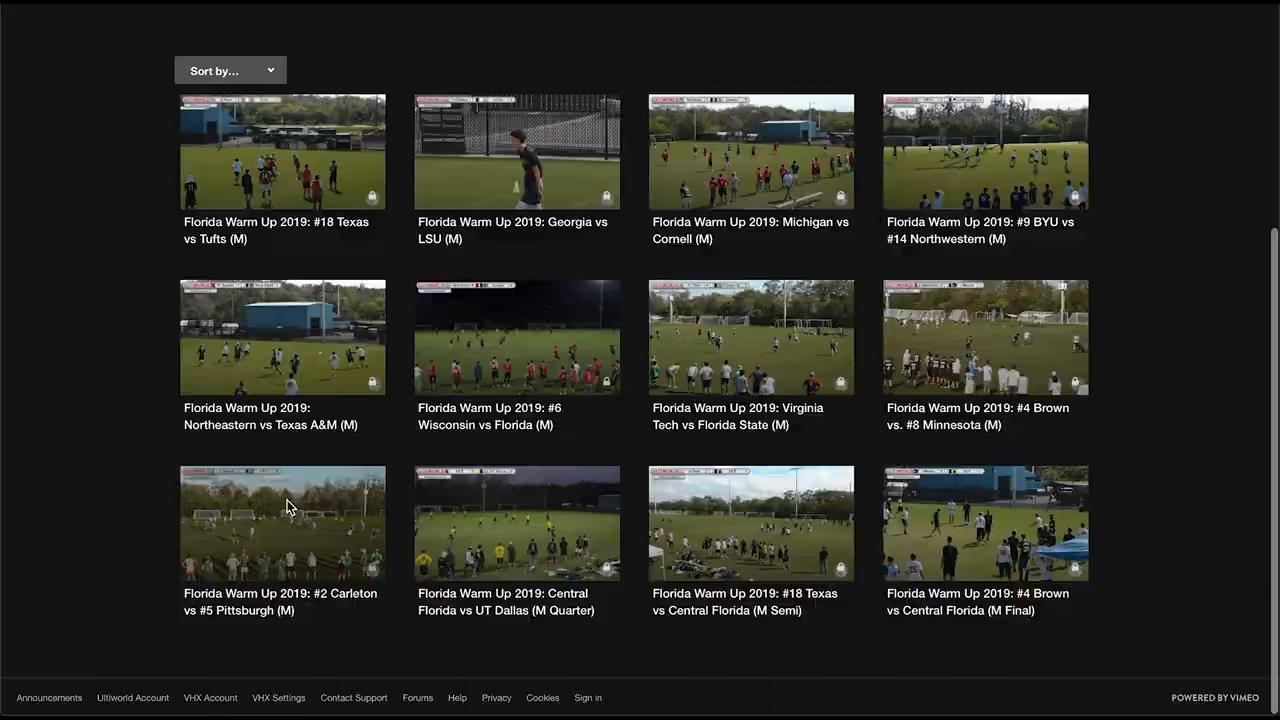 Sort by...
Florida Warm Up 2019: #18 Texas
vs Tufts (M)
Florida Warm Up 2019: Georgia vs
LSU (M)
Florida Warm Up 2019: Michigan vs
Cornell (M)
Florida Warm Up 2019: #9 BYU vs
#14 Northwestern (M)
Florida Warm Up 2019:
Northeastern vs Texas A&M (M)
Florida Warm Up 2019: #6
Wisconsin vs Florida (M)
Florida Warm Up 2019: Virginia
Tech vs Florida State (M)
Florida Warm Up 2019: #4 Brown
vs. #8 Minnesota (M)
Florida Warm Up 2019: #2 Carleton
vs #5 Pittsburgh (M)
Florida Warm Up 2019: Central
Florida vs UT Dallas (M Quarter)
Florida Warm Up 2019: #18 Texas
vs Central Florida (M Semi)
Florida Warm Up 2019: #4 Brown
vs Central Florida (M Final)
Announcements Ultiworld Account VHX Account VHX Settings Contact Support Forums Help Privacy Cookies Sign in POWERED BY VIMEO